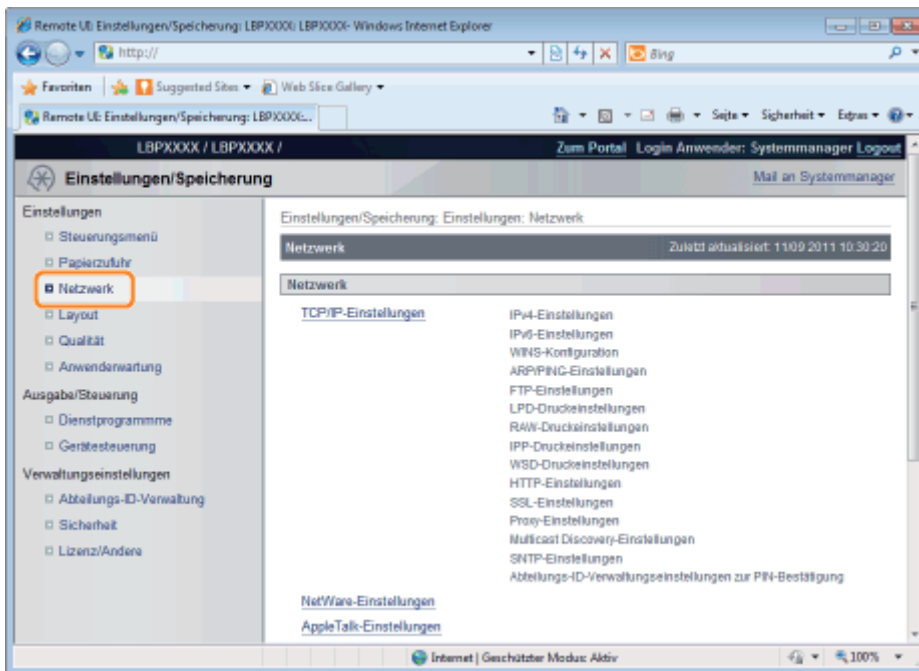 Remote UI: Einstellungen/Speicherung: LBPXXXX: LBPXXXX- Windows Internet Explorer
http://
Bing
Favoriten
Suggested Sites
Web Slice Gallery
Remote UI: Einstellungen/Speicherung: LBPXXXX:...
Seite
Sicherheit
Extras
LBPXXXX / LBPXXXX /
Zum Portal Login Anwender: Systemmanager Logout
Einstellungen/Speicherung
Mail an Systemmanager
Einstellungen
Steuerungsmenü
Papierzufuhr
Netzwerk
Layout
Qualität
Anwenderwartung
Ausgabe/Steuerung
Dienstprogrammme
Gerätesteuerung
Verwaltungseinstellungen
Abteilungs-ID-Verwaltung
Sicherheit
Lizenz/Andere
Einstellungen/Speicherung: Einstellungen: Netzwerk
Netzwerk
Zuletzt aktualisiert: 11/09 2011 10:30:20
Netzwerk
TCP/IP-Einstellungen
IPv4-Einstellungen
IPv6-Einstellungen
WINS-Konfiguration
ARP/PING-Einstellungen
FTP-Einstellungen
LPD-Druckeinstellungen
RAW-Druckeinstellungen
IPP-Druckeinstellungen
WSD-Druckeinstellungen
HTTP-Einstellungen
SSL-Einstellungen
Proxy-Einstellungen
Multicast Discovery-Einstellungen
SNTP-Einstellungen
Abteilungs-ID-Verwaltungseinstellungen zur PIN-Bestätigung
NetWare-Einstellungen
AppleTalk-Einstellungen
Internet | Geschützter Modus: Aktiv
100%